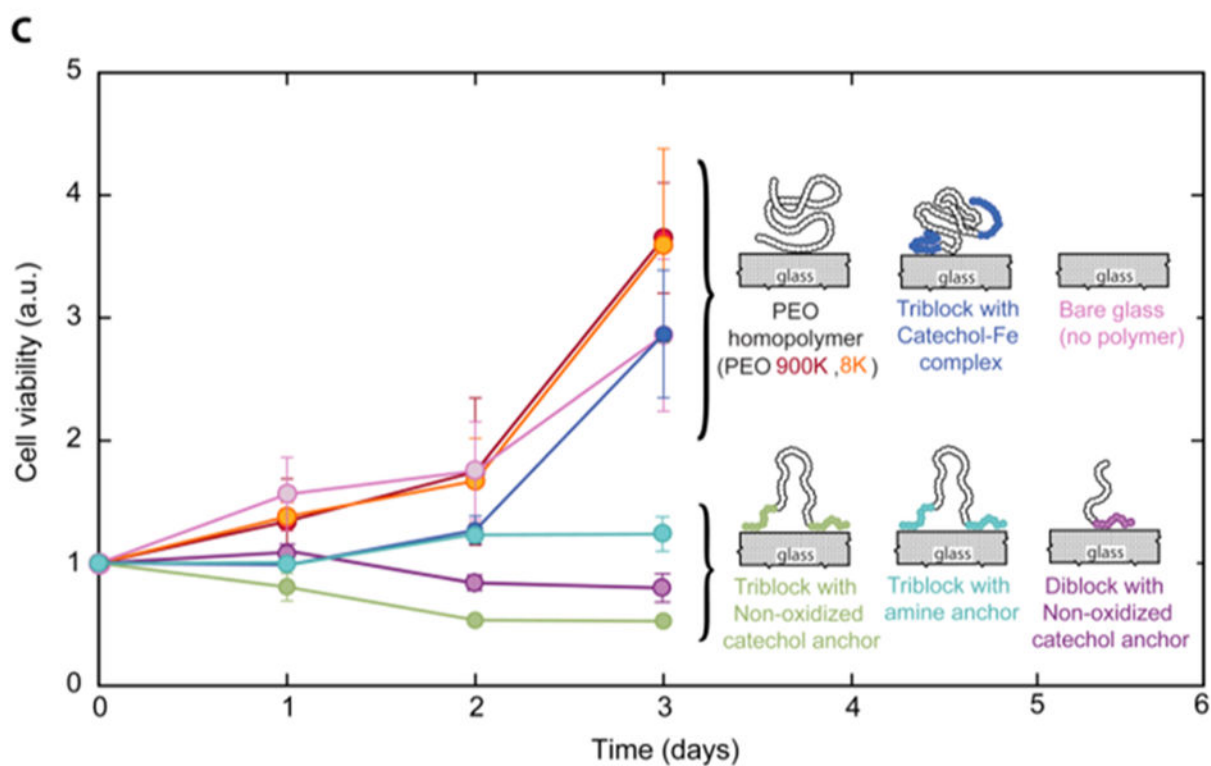 C
5
4
3
2
1
0
Cell viability (a.u.)
0 1 2 3 4 5 6
Time (days)
glass glass glass
PEO
homopolymer
(PEO 900K ,8K )
Triblock with
Catechol-Fe
complex
Bare glass
(no polymer)
glass glass glass
Triblock with
Non-oxidized
catechol anchor
Triblock with
amine anchor
Diblock with
Non-oxidized
catechol anchor